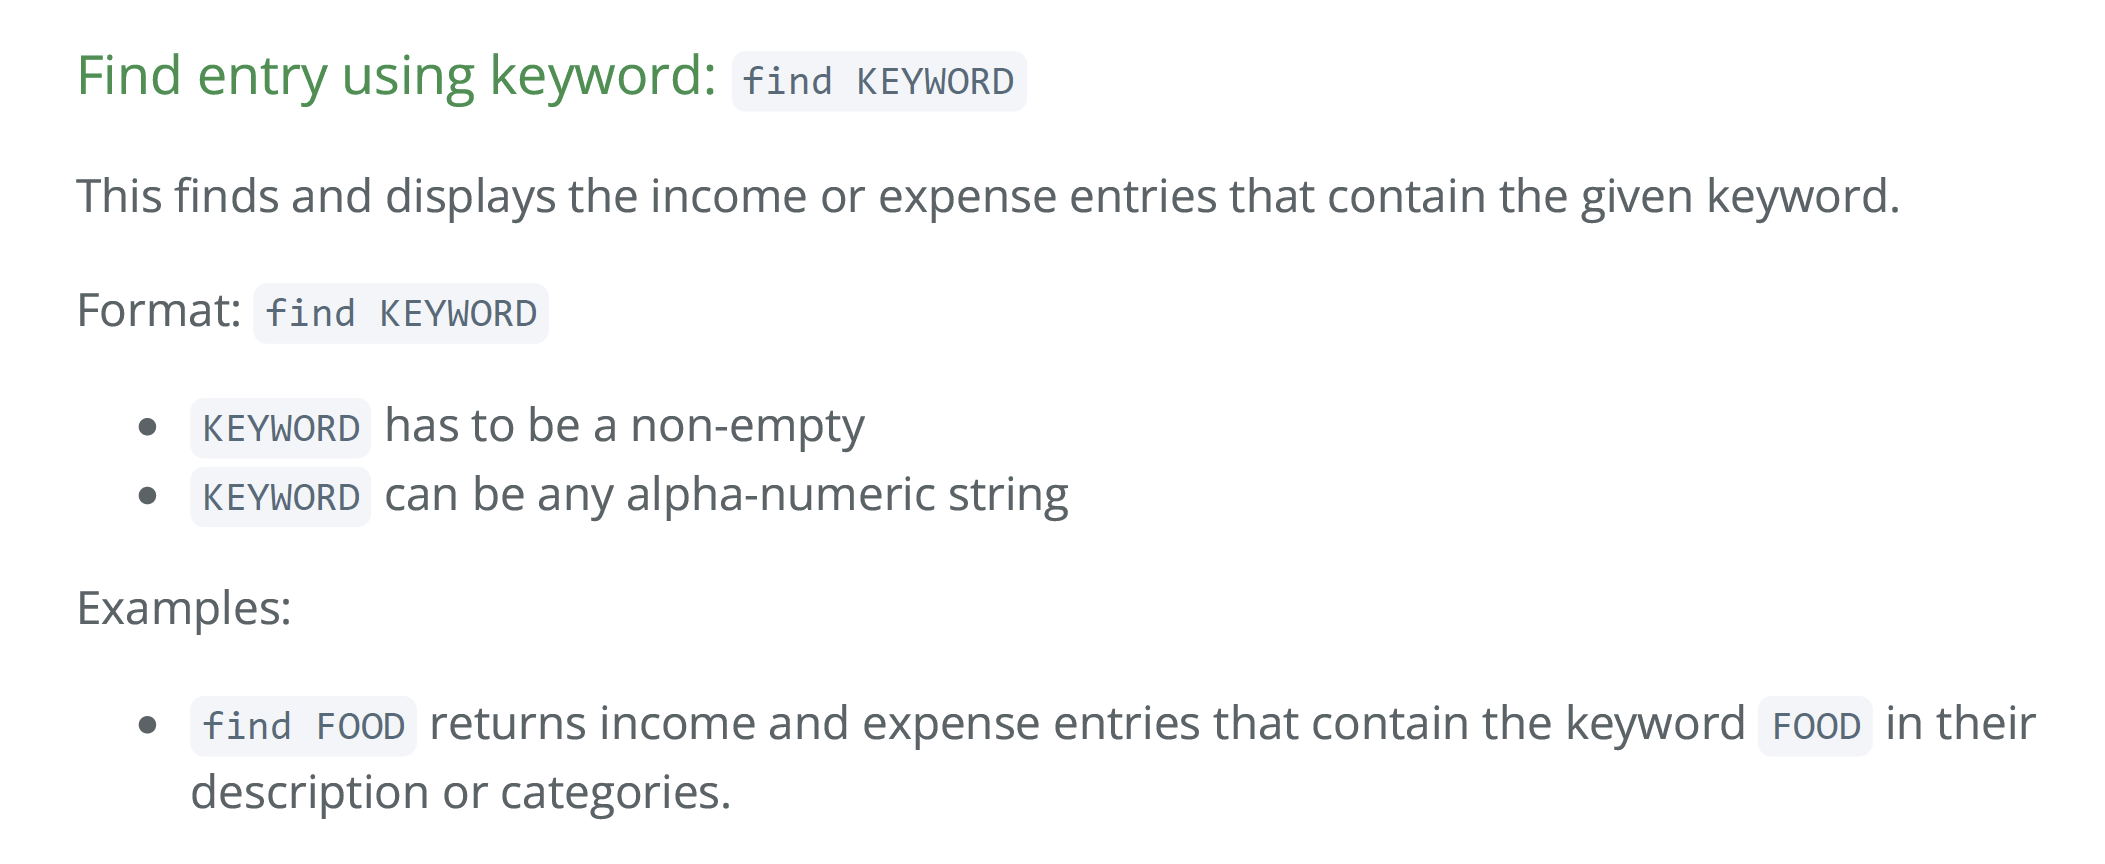 Find entry using keyword: find KEYWORD
This finds and displays the income or expense entries that contain the given keyword.
Format: find KEYWORD
KEYWORD has to be a non-empty
KEYWORD can be any alpha-numeric string
Examples:
find FOOD returns income and expense entries that contain the keyword FOOD in their
description or categories.